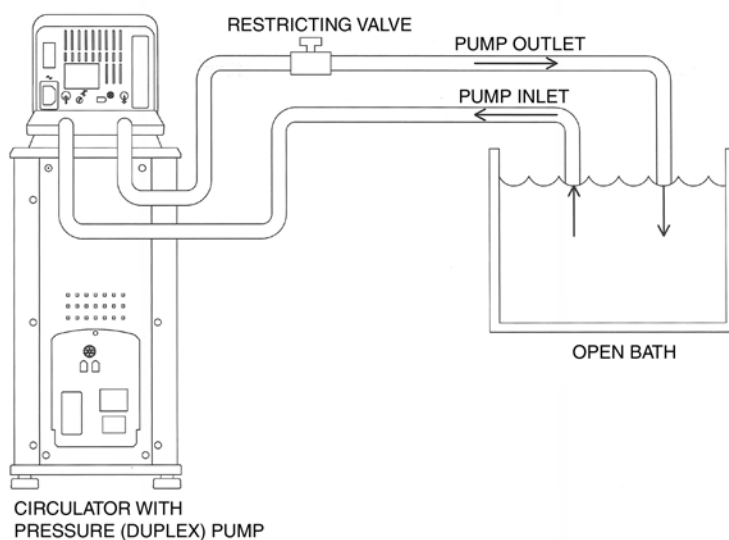 RESTRICTING VALVE
PUMP OUTLET
PUMP INLET
OPEN BATH
CIRCULATOR WITH
PRESSURE (DUPLEX) PUMP